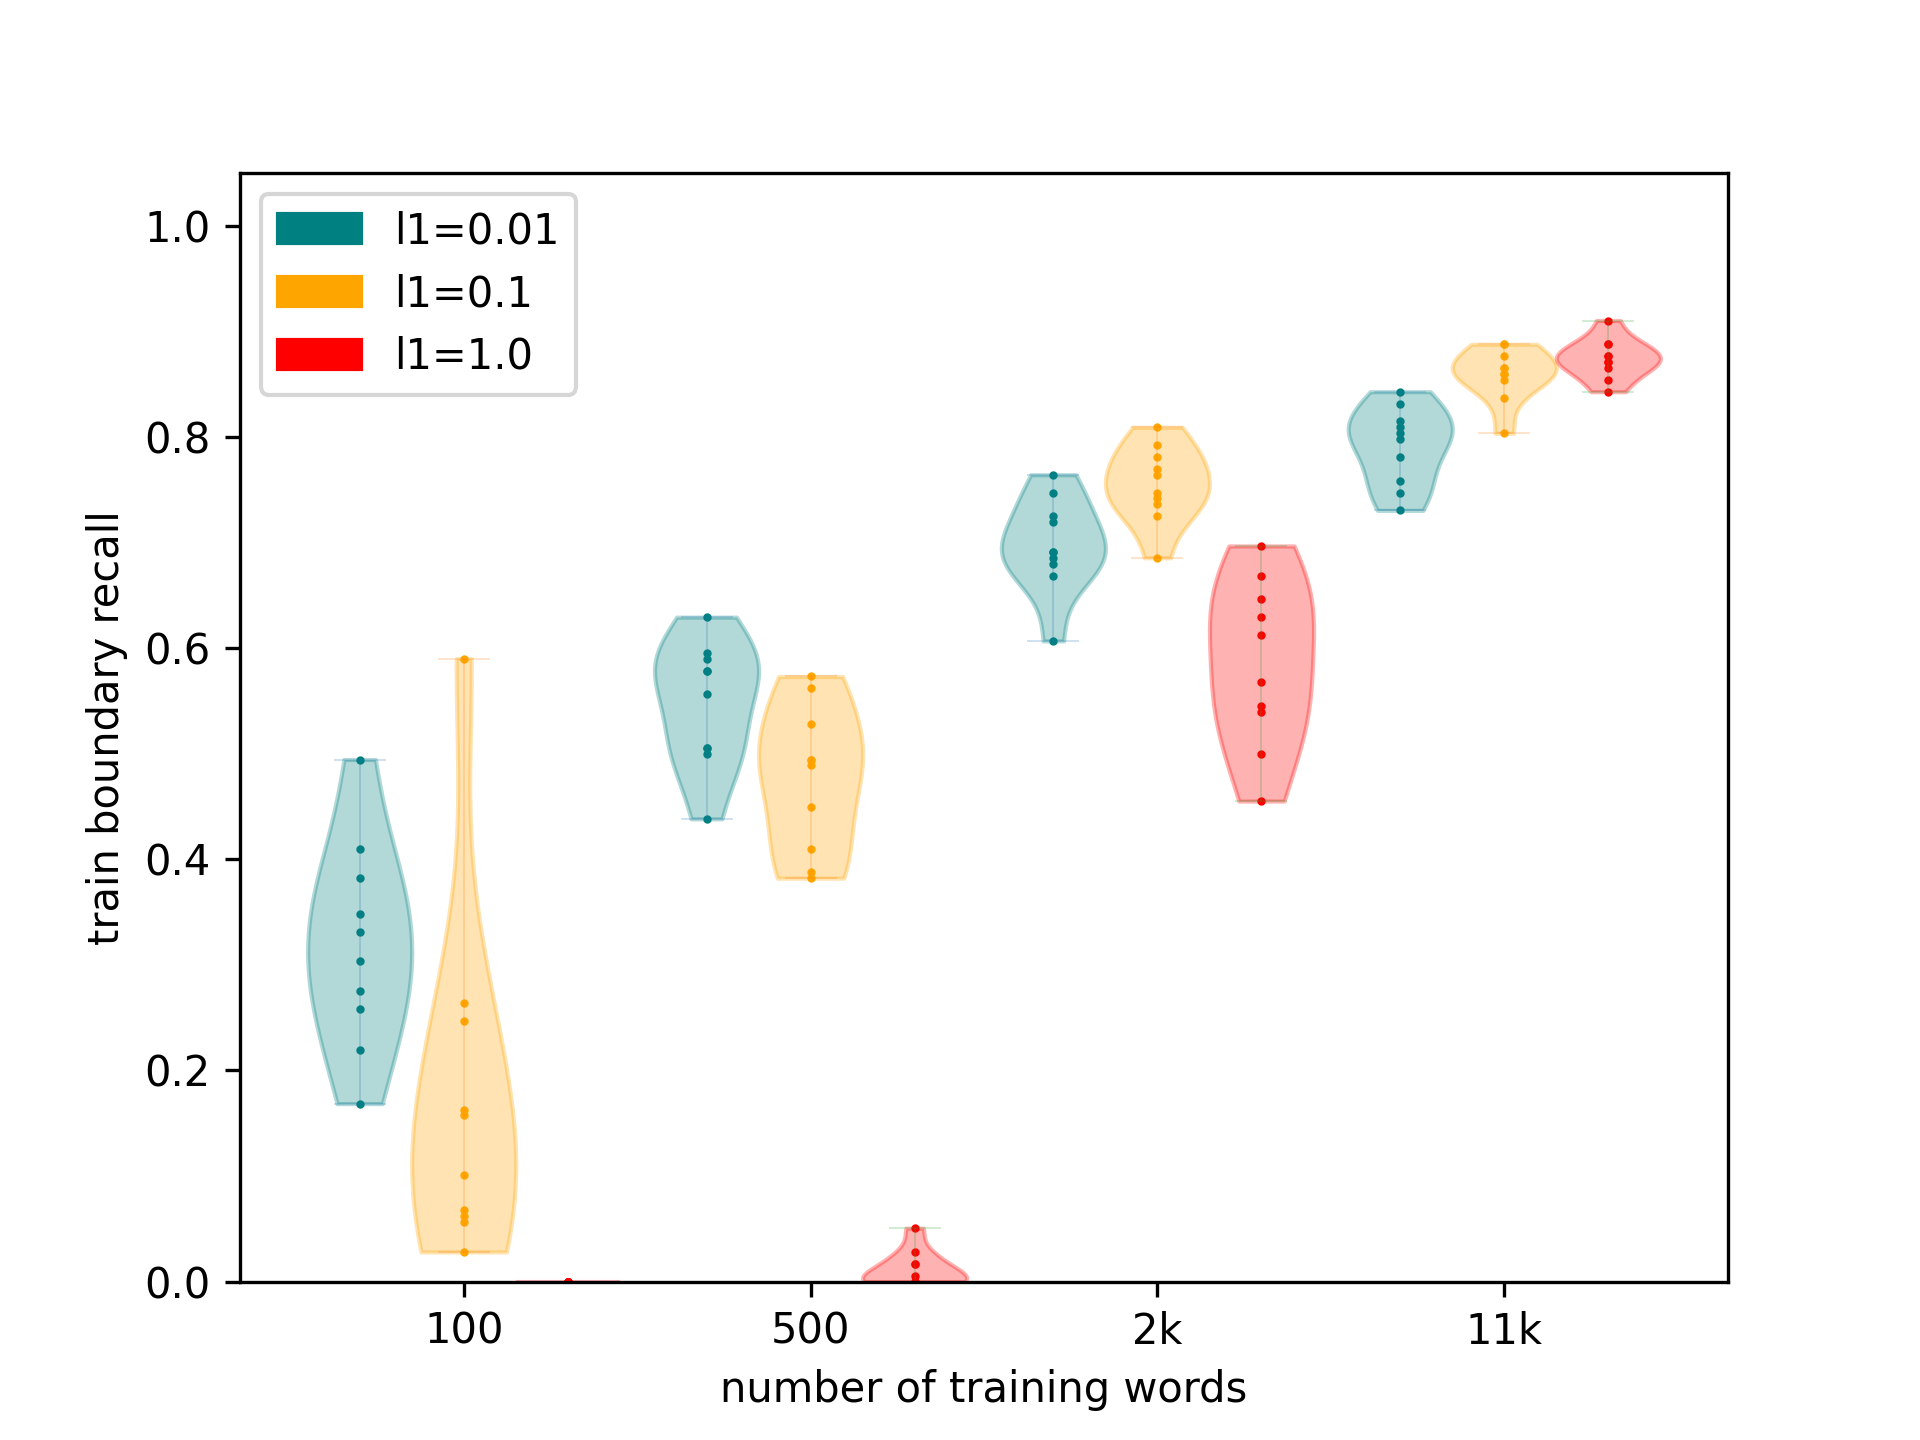 l1=0.01
l1=0.1
l1=1.0
1.0
0.8
0.6
0.4
0.2
0.0
train boundary recall
100 500 2k 11k
number of training words